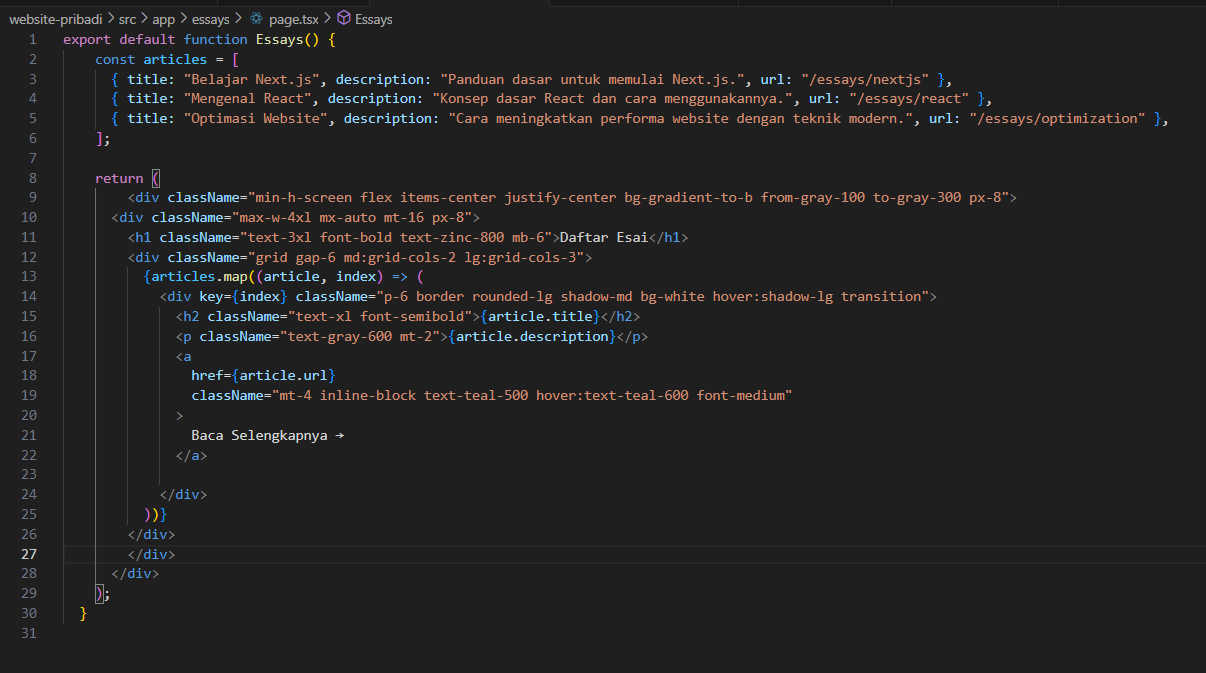 website-pribadi > src > app > essays > page.tsx > Essays
1 export default function Essays() {
2 const articles = [
3 { title: "Belajar Next.js", description: "Panduan dasar untuk memulai Next.js.", url: "/essays/nextjs" },
4 { title: "Mengenal React", description: "Konsep dasar React dan cara menggunakannya.", url: "/essays/react" },
5 { title: "Optimasi Website", description: "Cara meningkatkan performa website dengan teknik modern.", url: "/essays/optimization" },
6 ];
7
8 return (
9 <div className="min-h-screen flex items-center justify-center bg-gradient-to-b from-gray-100 to-gray-300 px-8">
10 <div className="max-w-4xl mx-auto mt-16 px-8">
11 <h1 className="text-3xl font-bold text-zinc-800 mb-6">Daftar Esai</h1>
12 <div className="grid gap-6 md:grid-cols-2 lg:grid-cols-3">
13 {articles.map((article, index) => (
14 <div key={index} className="p-6 border rounded-lg shadow-md bg-white hover:shadow-lg transition">
15 <h2 className="text-xl font-semibold">{article.title}</h2>
16 <p className="text-gray-600 mt-2">{article.description}</p>
17 <a
18 href={article.url}
19 className="mt-4 inline-block text-teal-500 hover:text-teal-600 font-medium"
20 >
21 Baca Selengkapnya →
22 </a>
23
24 </div>
25 ))}
26 </div>
27 </div>
28 </div>
29 );
30 }
31